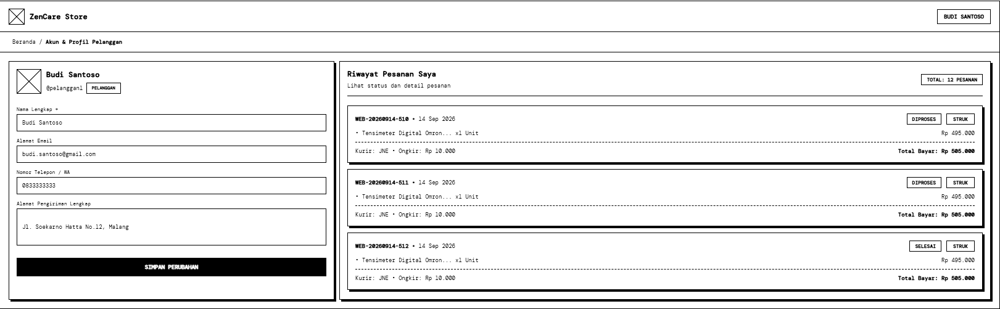 ZenCare Store
BUDI SANTOSO
Beranda / Akun & Profil Pelanggan
Budi Santoso
@pelanggan1 PELANGGAN
Nama Lengkap *
Budi Santoso
Alamat Email
budi.santoso@gmail.com
Nomor Telepon / WA
0833333333
Alamat Pengiriman Lengkap
Jl. Soekarno Hatta No.12, Malang
SIMPAN PERUBAHAN
Riwayat Pesanan Saya
Lihat status dan detail pesanan
TOTAL: 12 PESANAN
WEB-20260914-510 • 14 Sep 2026 DIPROSES STRUK
• Tensimeter Digital Omron... x1 Unit Rp 495.000
Kurir: JNE • Ongkir: Rp 10.000 Total Bayar: Rp 505.000
WEB-20260914-511 • 14 Sep 2026 DIPROSES STRUK
• Tensimeter Digital Omron... x1 Unit Rp 495.000
Kurir: JNE • Ongkir: Rp 10.000 Total Bayar: Rp 505.000
WEB-20260914-512 • 14 Sep 2026 SELESAI STRUK
• Tensimeter Digital Omron... x1 Unit Rp 495.000
Kurir: JNE • Ongkir: Rp 10.000 Total Bayar: Rp 505.000